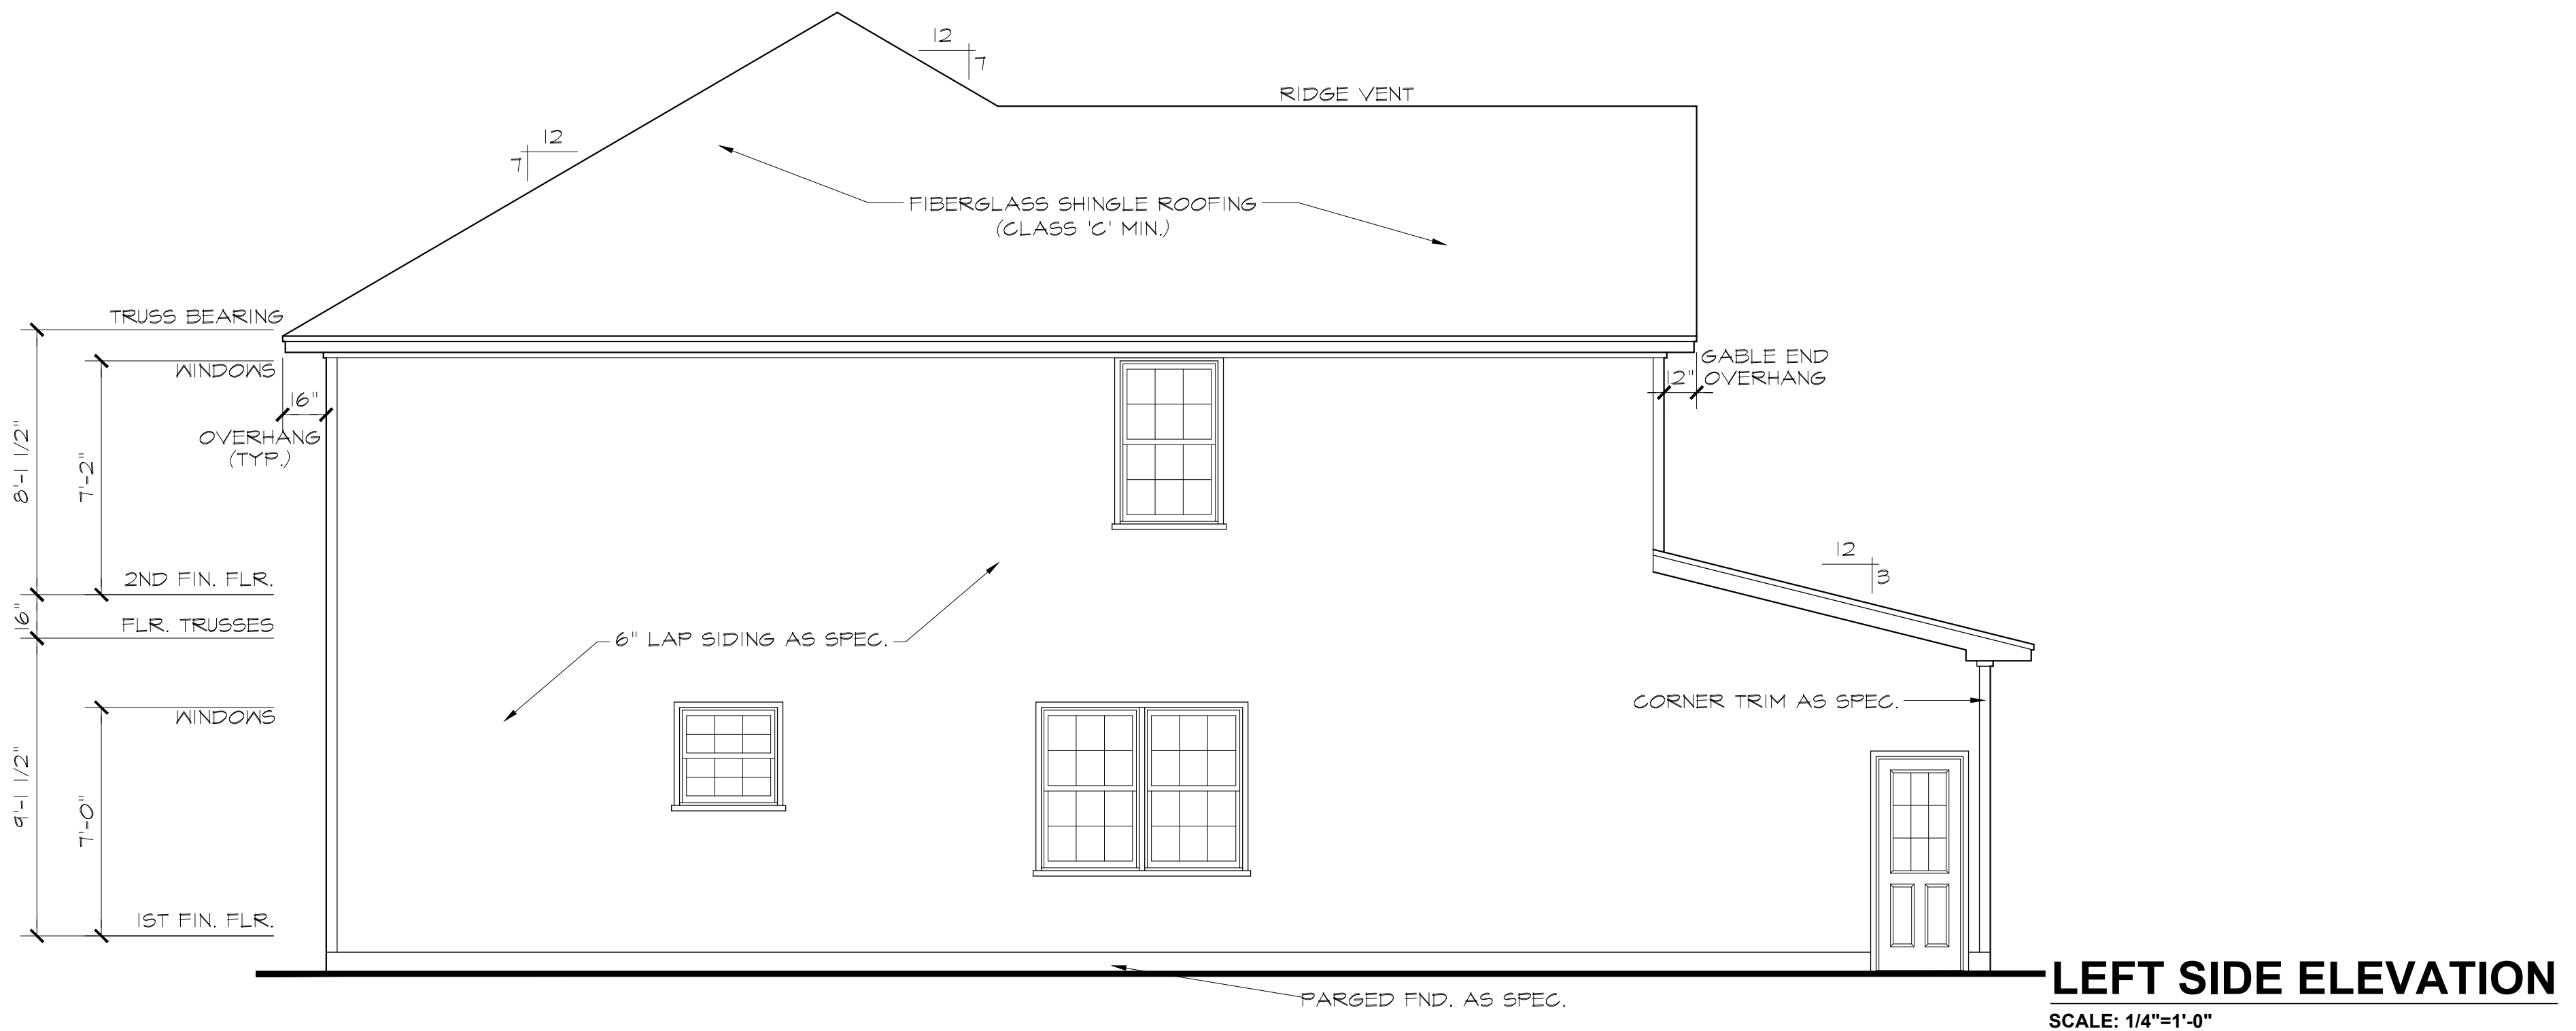 12
7
RIDGE VENT
12
7
FIBERGLASS SHINGLE ROOFING
(CLASS 'C' MIN.)
TRUSS BEARING
WINDOWS
GABLE END
OVERHANG
12"
16"
OVERHANG
(TYP.)
8'-1 1/2"
7'-2"
12
3
2ND FIN. FLR.
16"
FLR. TRUSSES
6" LAP SIDING AS SPEC.
CORNER TRIM AS SPEC.
WINDOWS
9'-1 1/2"
7'-0"
1ST FIN. FLR.
PARGED FND. AS SPEC.
LEFT SIDE ELEVATION
SCALE: 1/4"=1'-0"